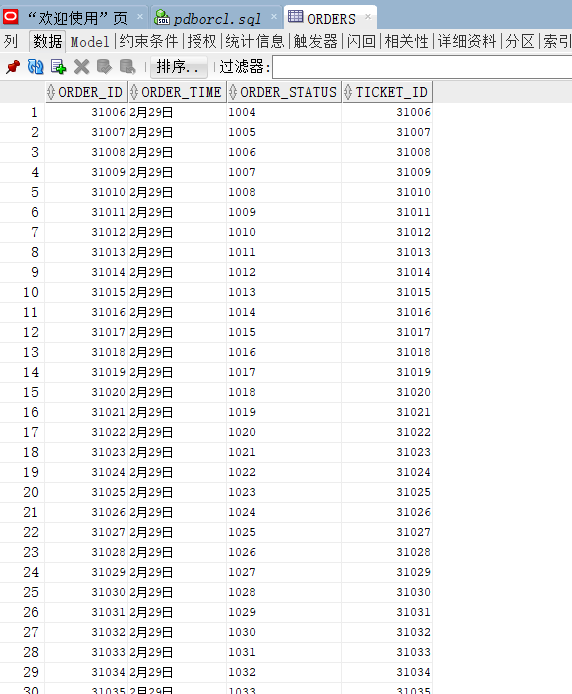 “欢迎使用”页 pdborcl.sql ORDERS
列 数据 Model 约束条件 授权 统计信息 触发器 闪回 相关性 详细资料 分区 索引
排序.. 过滤器:
ORDER_ID ORDER_TIME ORDER_STATUS TICKET_ID
1 31006 2月29日 1004 31006
2 31007 2月29日 1005 31007
3 31008 2月29日 1006 31008
4 31009 2月29日 1007 31009
5 31010 2月29日 1008 31010
6 31011 2月29日 1009 31011
7 31012 2月29日 1010 31012
8 31013 2月29日 1011 31013
9 31014 2月29日 1012 31014
10 31015 2月29日 1013 31015
11 31016 2月29日 1014 31016
12 31017 2月29日 1015 31017
13 31018 2月29日 1016 31018
14 31019 2月29日 1017 31019
15 31020 2月29日 1018 31020
16 31021 2月29日 1019 31021
17 31022 2月29日 1020 31022
18 31023 2月29日 1021 31023
19 31024 2月29日 1022 31024
20 31025 2月29日 1023 31025
21 31026 2月29日 1024 31026
22 31027 2月29日 1025 31027
23 31028 2月29日 1026 31028
24 31029 2月29日 1027 31029
25 31030 2月29日 1028 31030
26 31031 2月29日 1029 31031
27 31032 2月29日 1030 31032
28 31033 2月29日 1031 31033
29 31034 2月29日 1032 31034
30 31035 2月29日 1033 31035